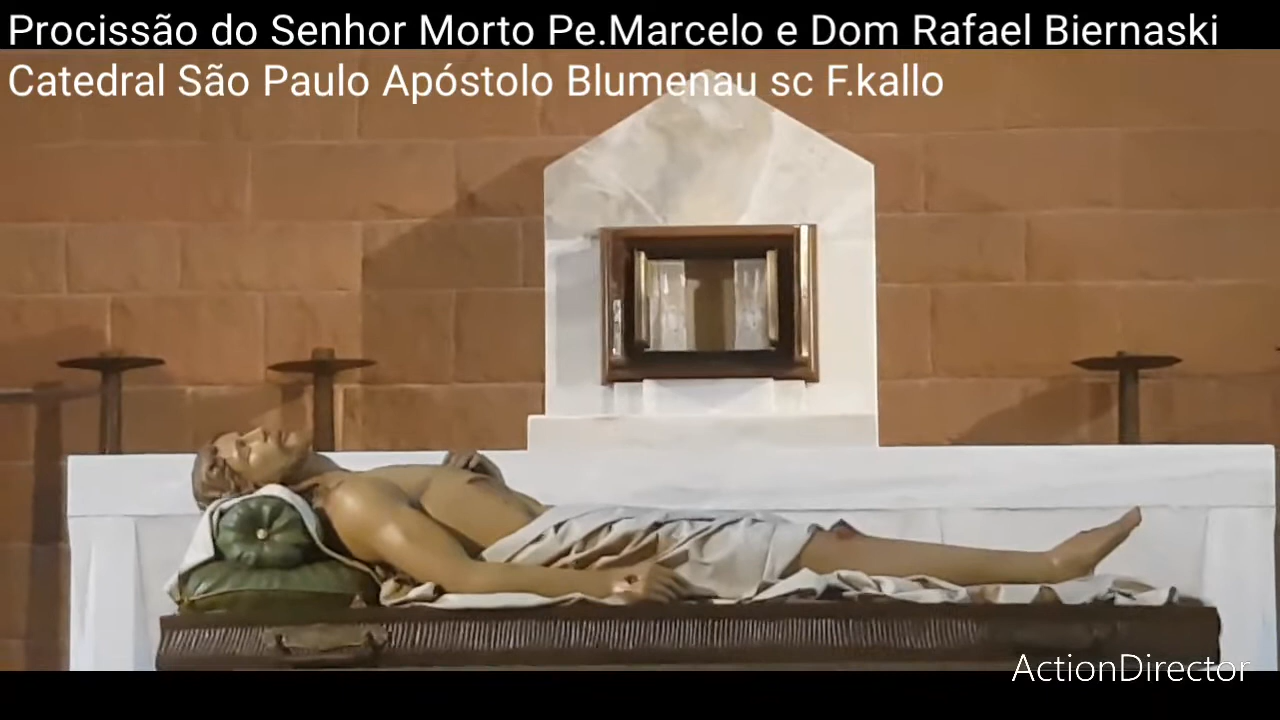 Procissão do Senhor Morto Pe.Marcelo e Dom Rafael Biernaski
Catedral São Paulo Apóstolo Blumenau sc F.kallo
ActionDirector